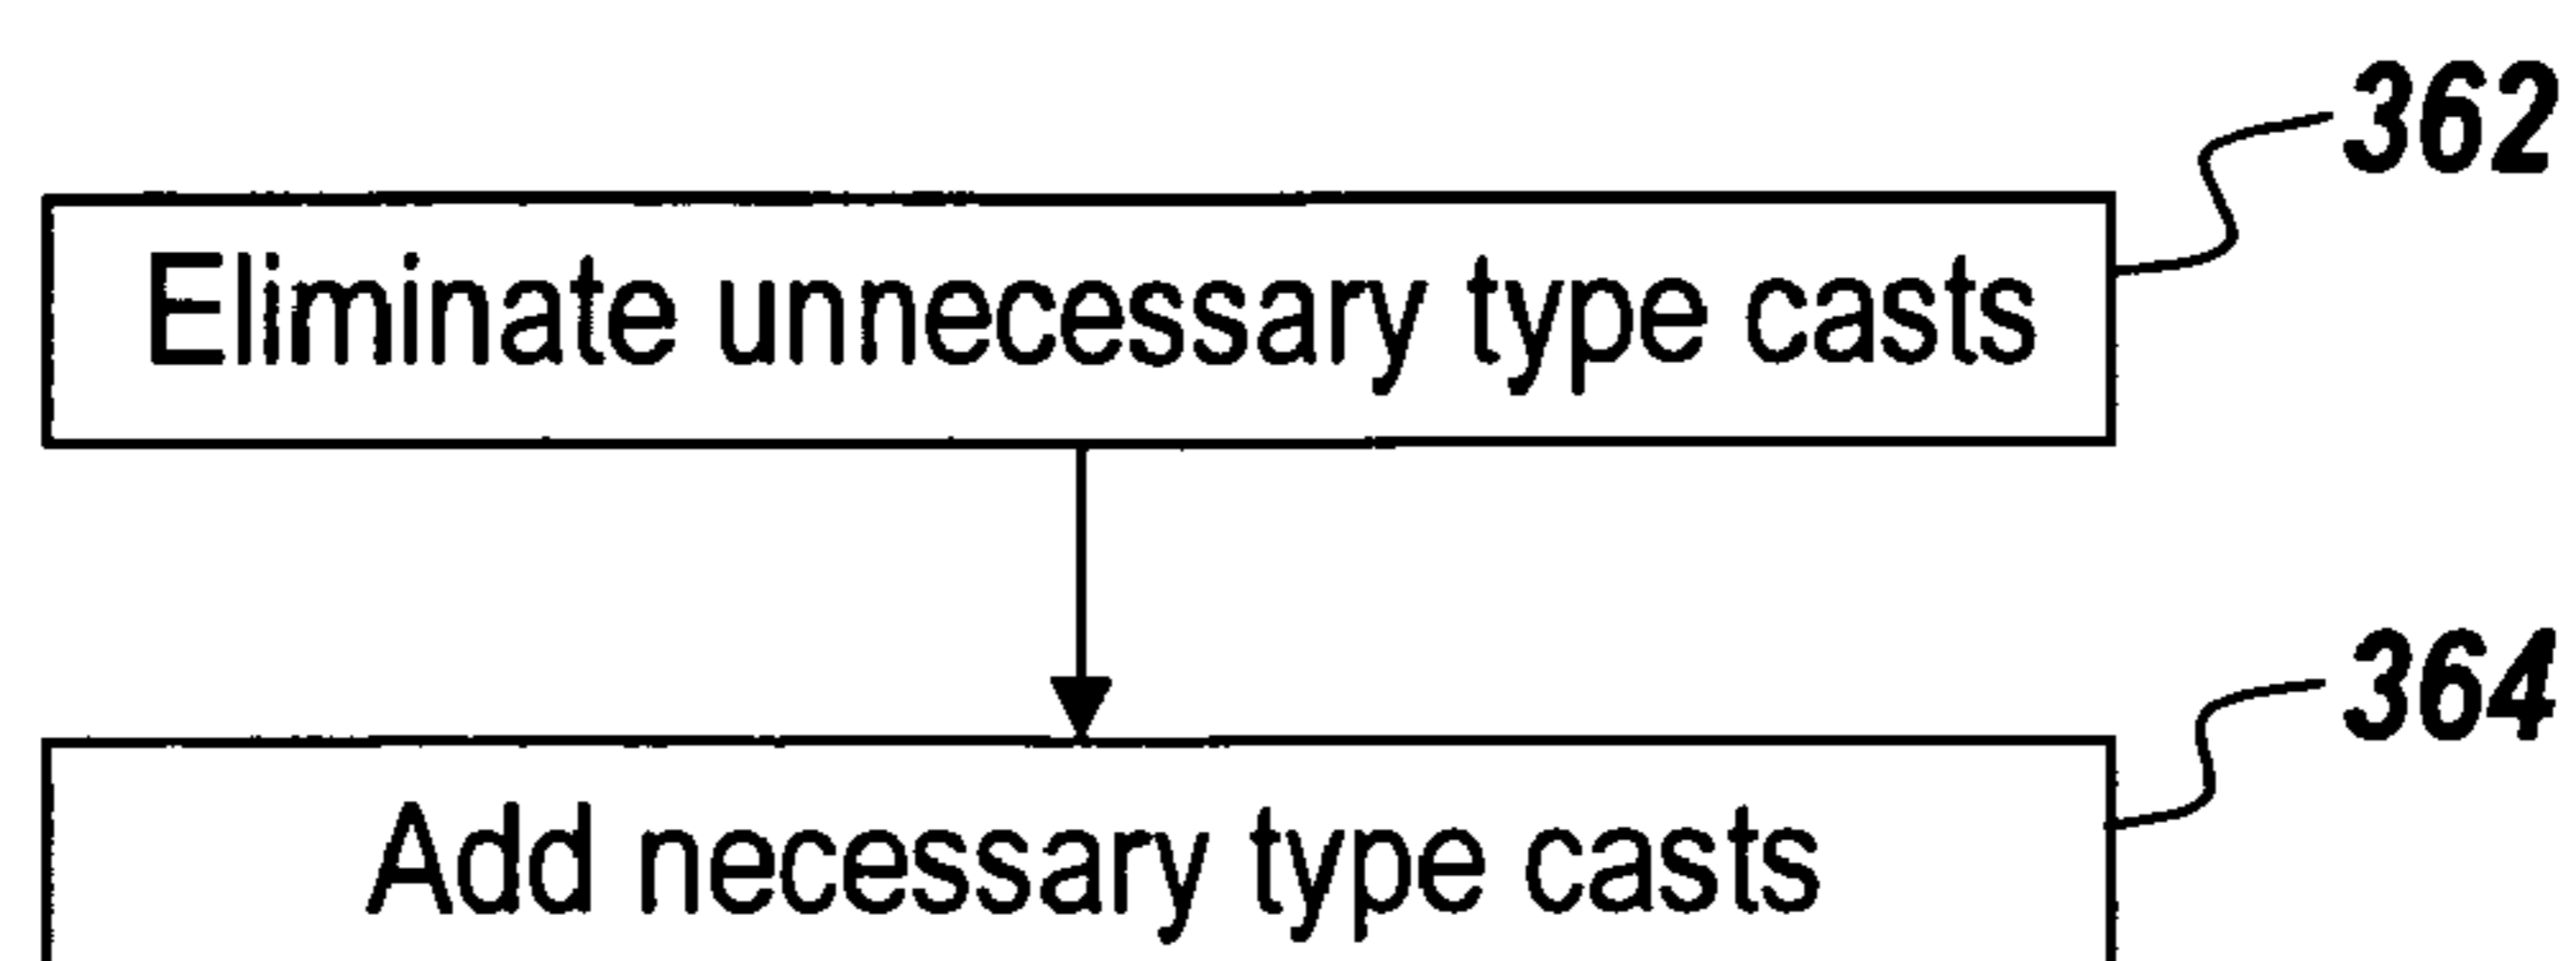 362
Eliminate unnecessary type casts
364
Add necessary type casts